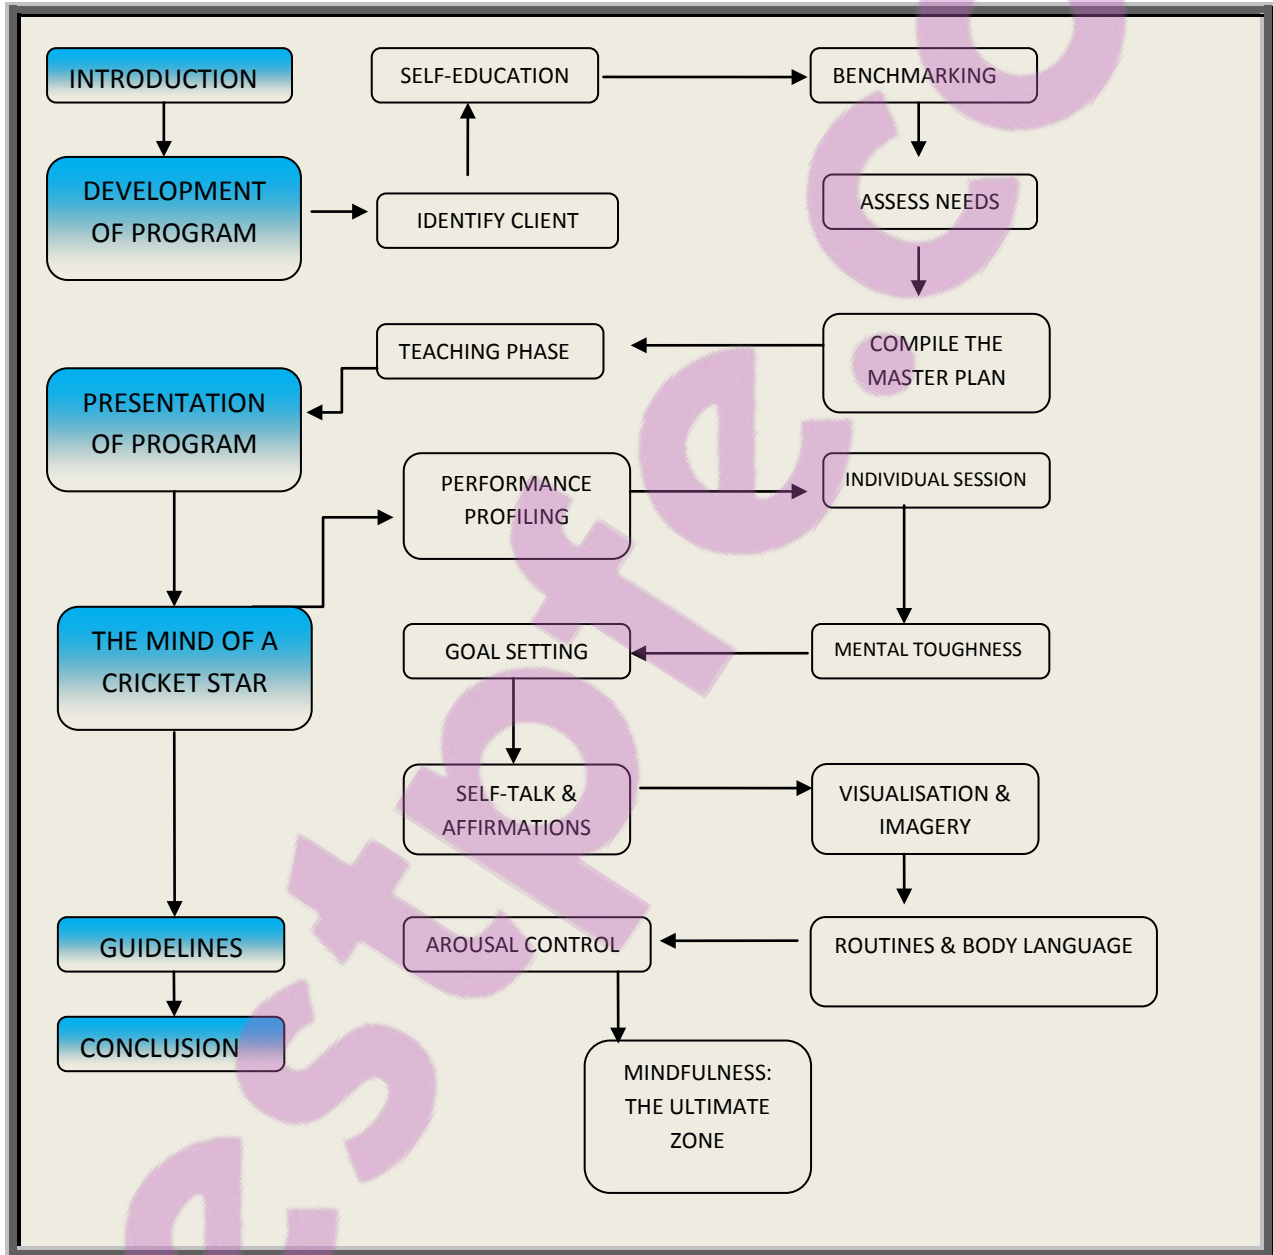 INTRODUCTION
SELF-EDUCATION
BENCHMARKING
DEVELOPMENT
OF PROGRAM
IDENTIFY CLIENT
ASSESS NEEDS
TEACHING PHASE
COMPILE THE
MASTER PLAN
PRESENTATION
OF PROGRAM
PERFORMANCE
PROFILING
INDIVIDUAL SESSION
THE MIND OF A
CRICKET STAR
GOAL SETTING
MENTAL TOUGHNESS
SELF-TALK &
AFFIRMATIONS
VISUALISATION &
IMAGERY
GUIDELINES
AROUSAL CONTROL
ROUTINES & BODY LANGUAGE
CONCLUSION
MINDFULNESS:
THE ULTIMATE
ZONE
estpfe.co